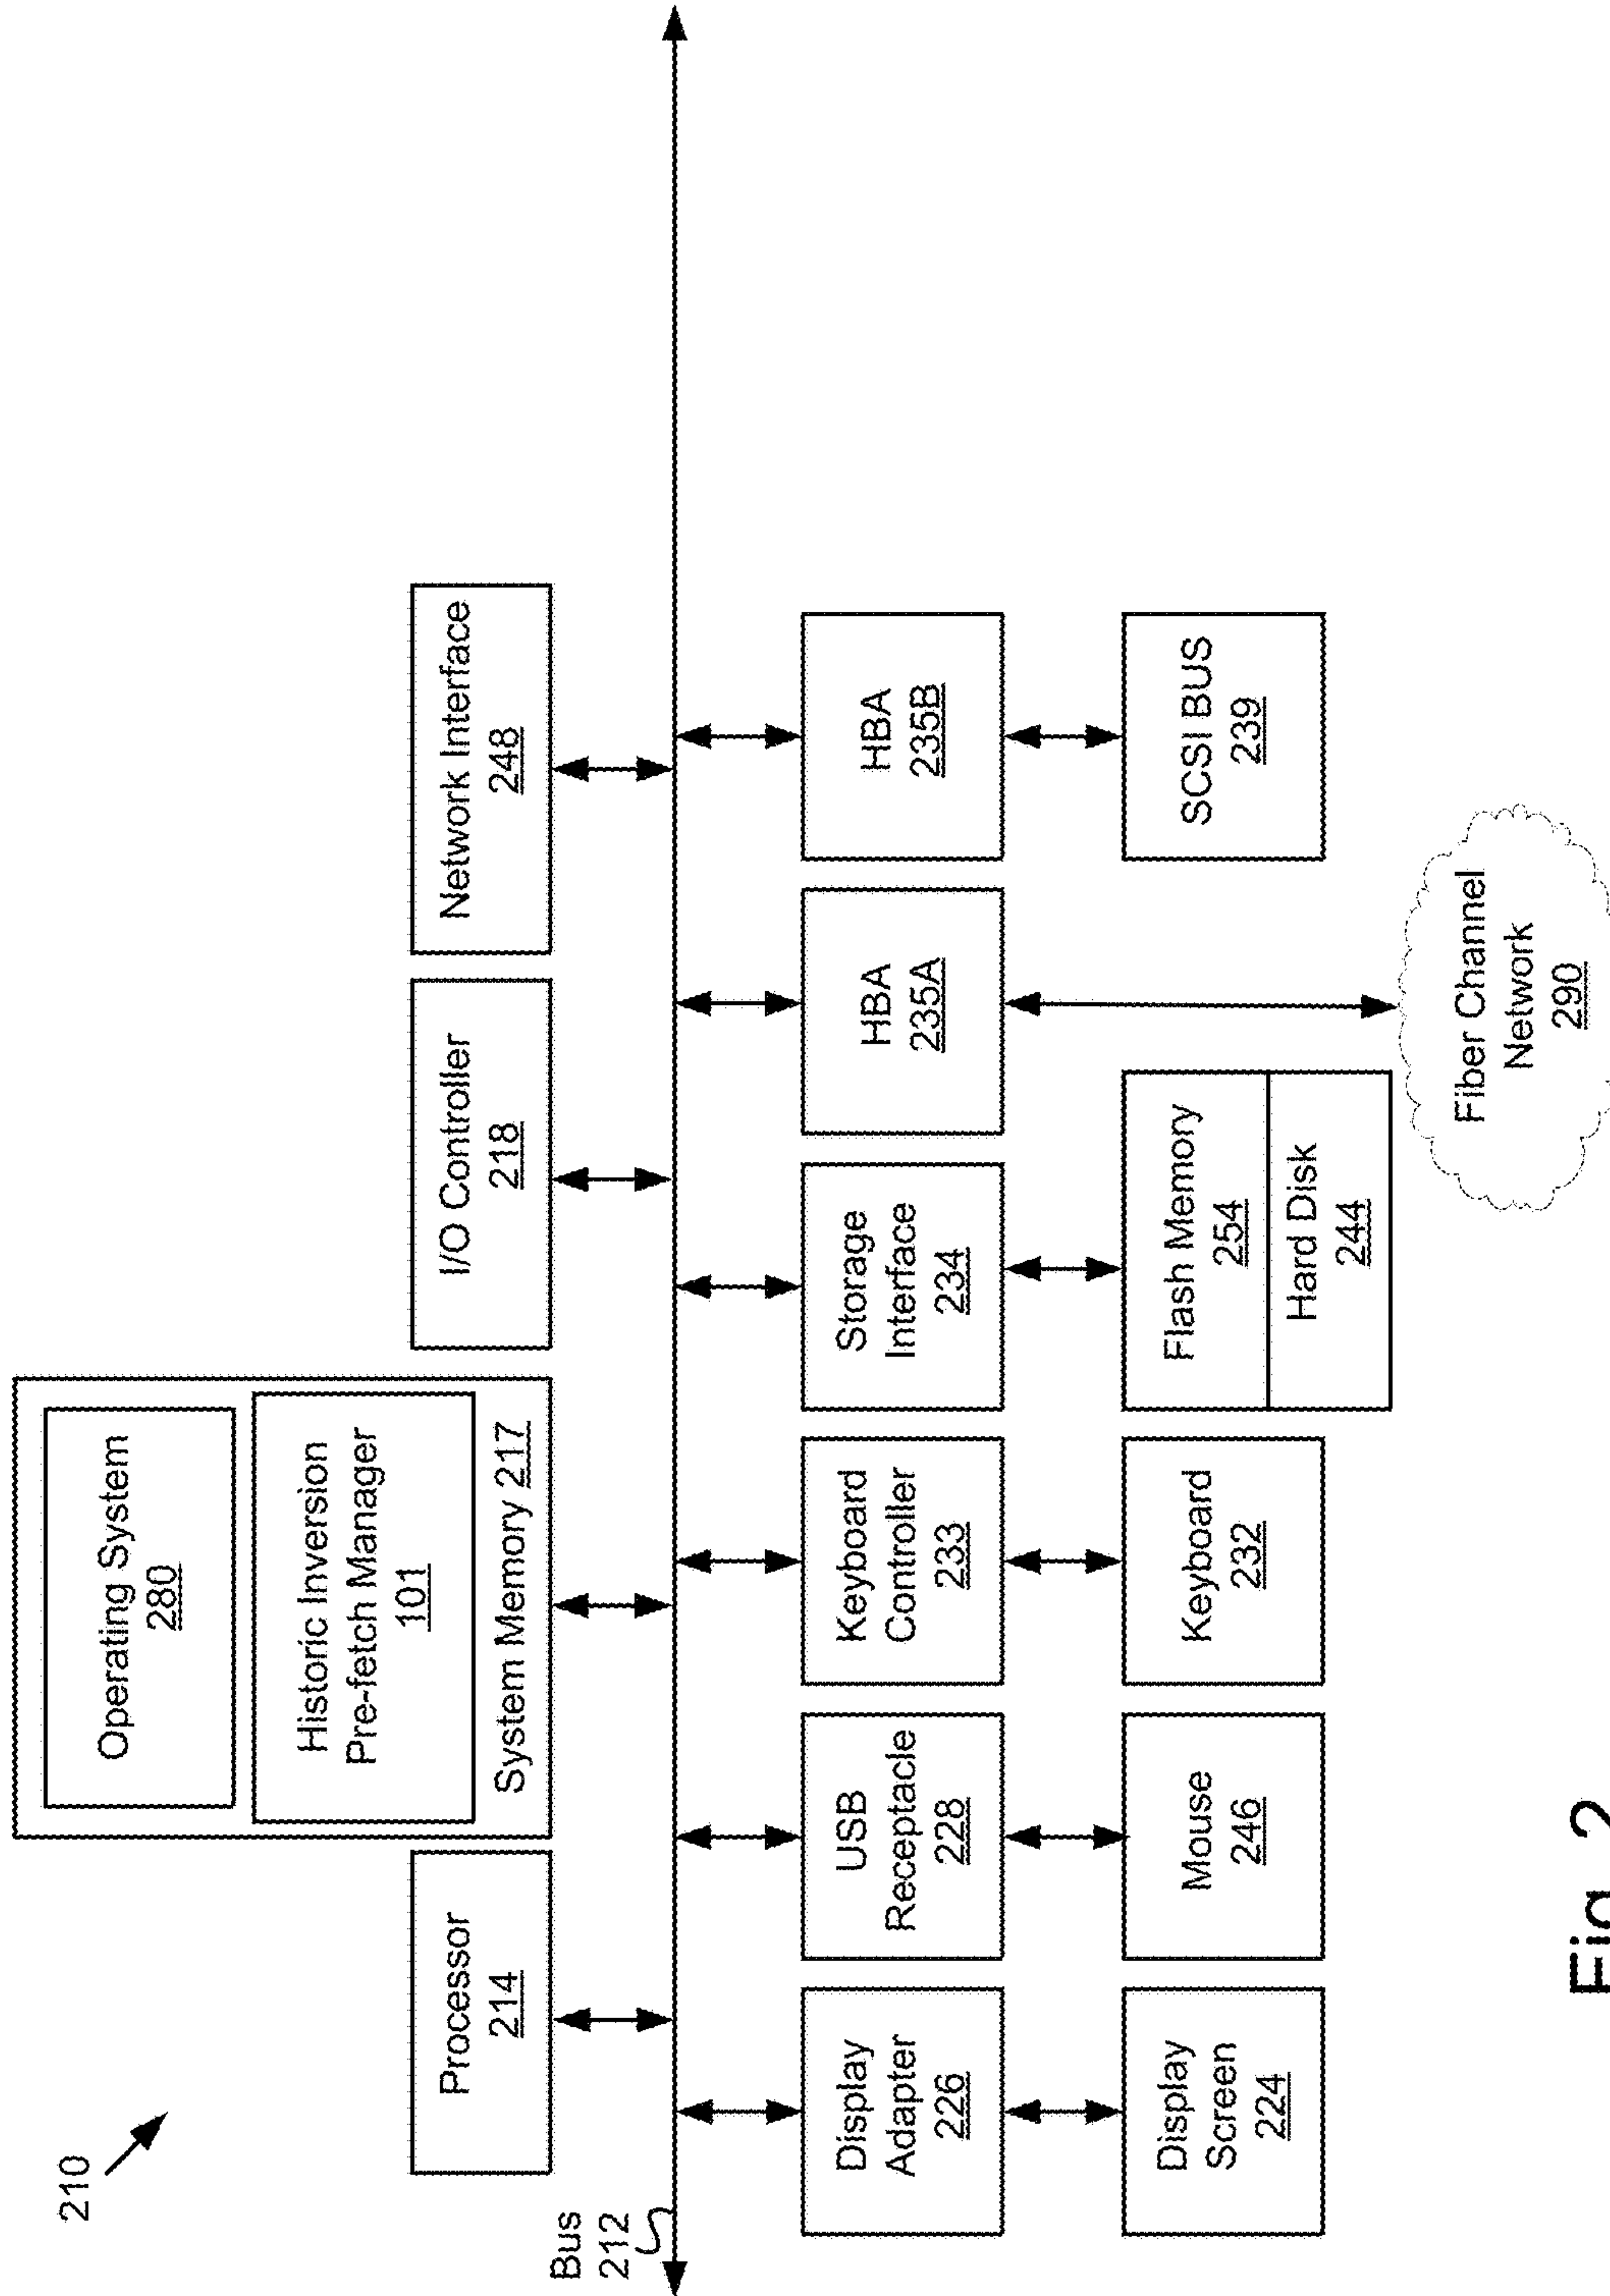 210
Operating System
280
Historic Inversion
Pre-fetch Manager
101
System Memory 217
Processor
214
I/O Controller
218
Network Interface
248
Bus
212
Display
Adapter
226
USB
Receptacle
228
Keyboard
Controller
233
Storage
Interface
234
HBA
235A
HBA
235B
Display
Screen
224
Mouse
246
Keyboard
232
Flash Memory
254
Hard Disk
244
SCSI BUS
239
Fiber Channel
Network
290
Fig. 2